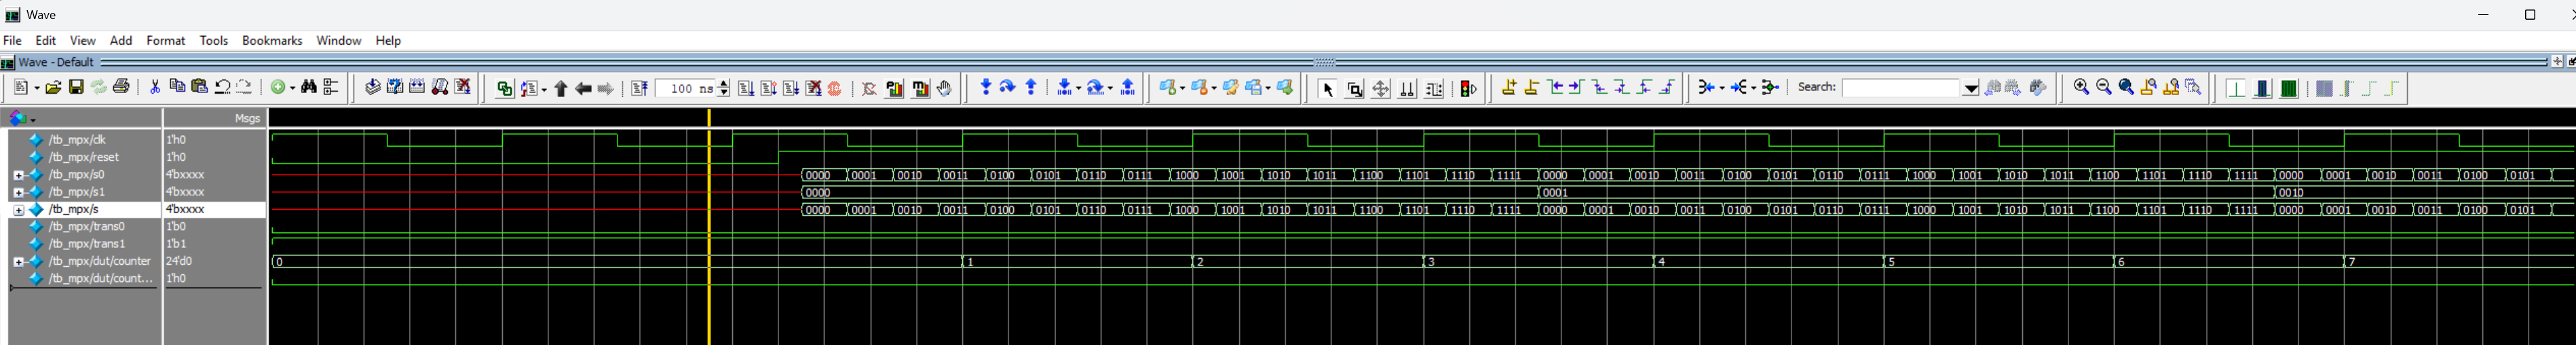 Wave
File Edit View Add Format Tools Bookmarks Window Help
Wave - Default
100 ns Search:
Msgs
/tb_mpx/clk 1'h0
/tb_mpx/reset 1'h0
/tb_mpx/s0 4'bxxxx 0000 0001 0010 0011 0100 0101 0110 0111 1000 1001 1010 1011 1100 1101 1110 1111 0000 0001 0010 0011 0100 0101 0110 0111 1000 1001 1010 1011 1100 1101 1110 1111 0000 0001 0010 0011 0100 0101
/tb_mpx/s1 4'bxxxx 0000 0001 0010
/tb_mpx/s 4'bxxxx 0000 0001 0010 0011 0100 0101 0110 0111 1000 1001 1010 1011 1100 1101 1110 1111 0000 0001 0010 0011 0100 0101 0110 0111 1000 1001 1010 1011 1100 1101 1110 1111 0000 0001 0010 0011 0100 0101
/tb_mpx/trans0 1'b0
/tb_mpx/trans1 1'b1
/tb_mpx/dut/counter 24'd0 0 1 2 3 4 5 6 7
/tb_mpx/dut/count... 1'h0